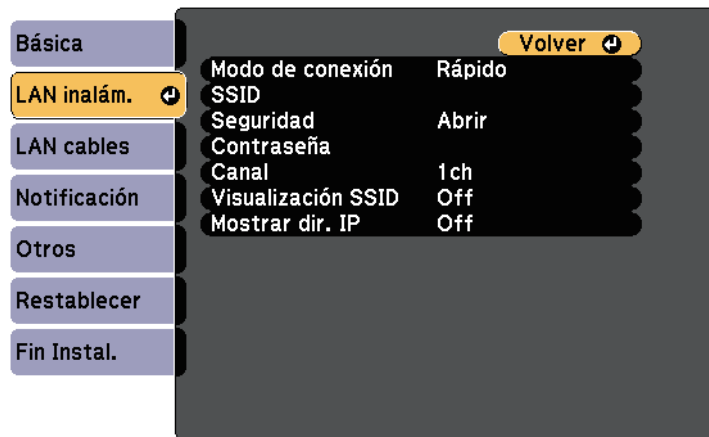 Básica
LAN inalám.
LAN cables
Notificación
Otros
Restablecer
Fin Instal.
Volver
Modo de conexión Rápido
SSID
Seguridad Abrir
Contraseña
Canal 1ch
Visualización SSID Off
Mostrar dir. IP Off